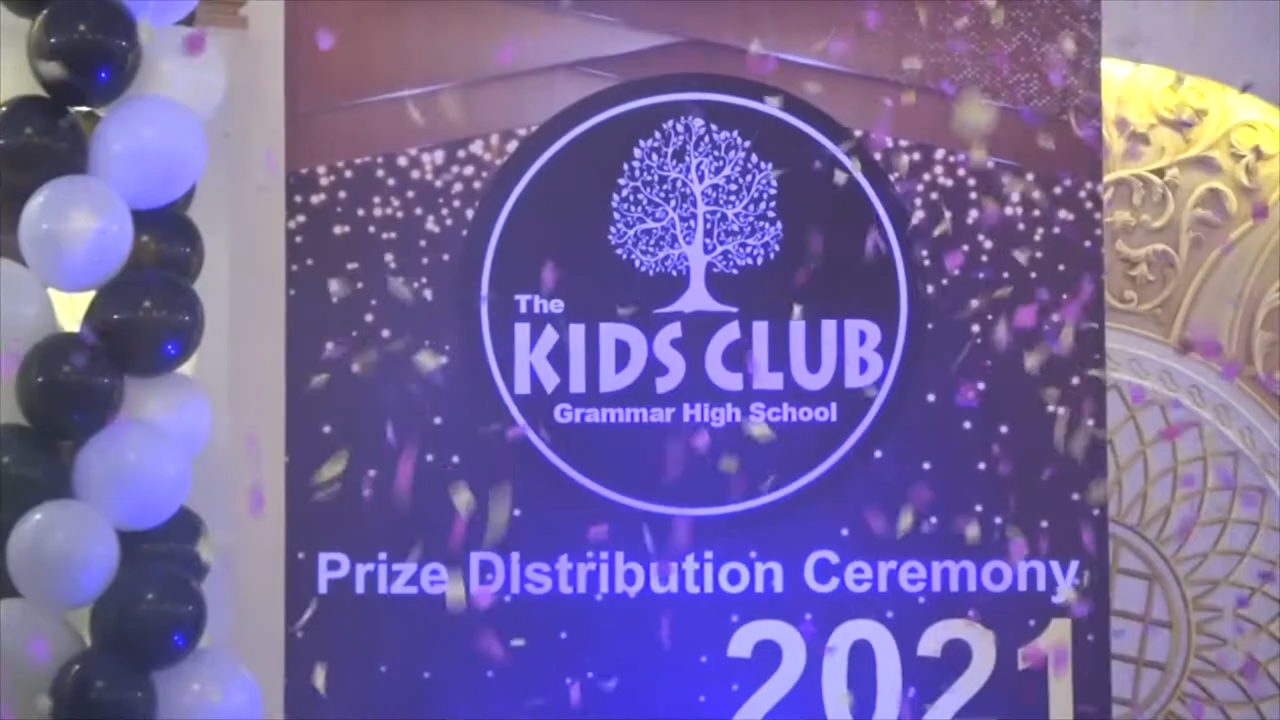 The
KIDS CLUB
Grammar High School
Prize Distribution Ceremony
2021